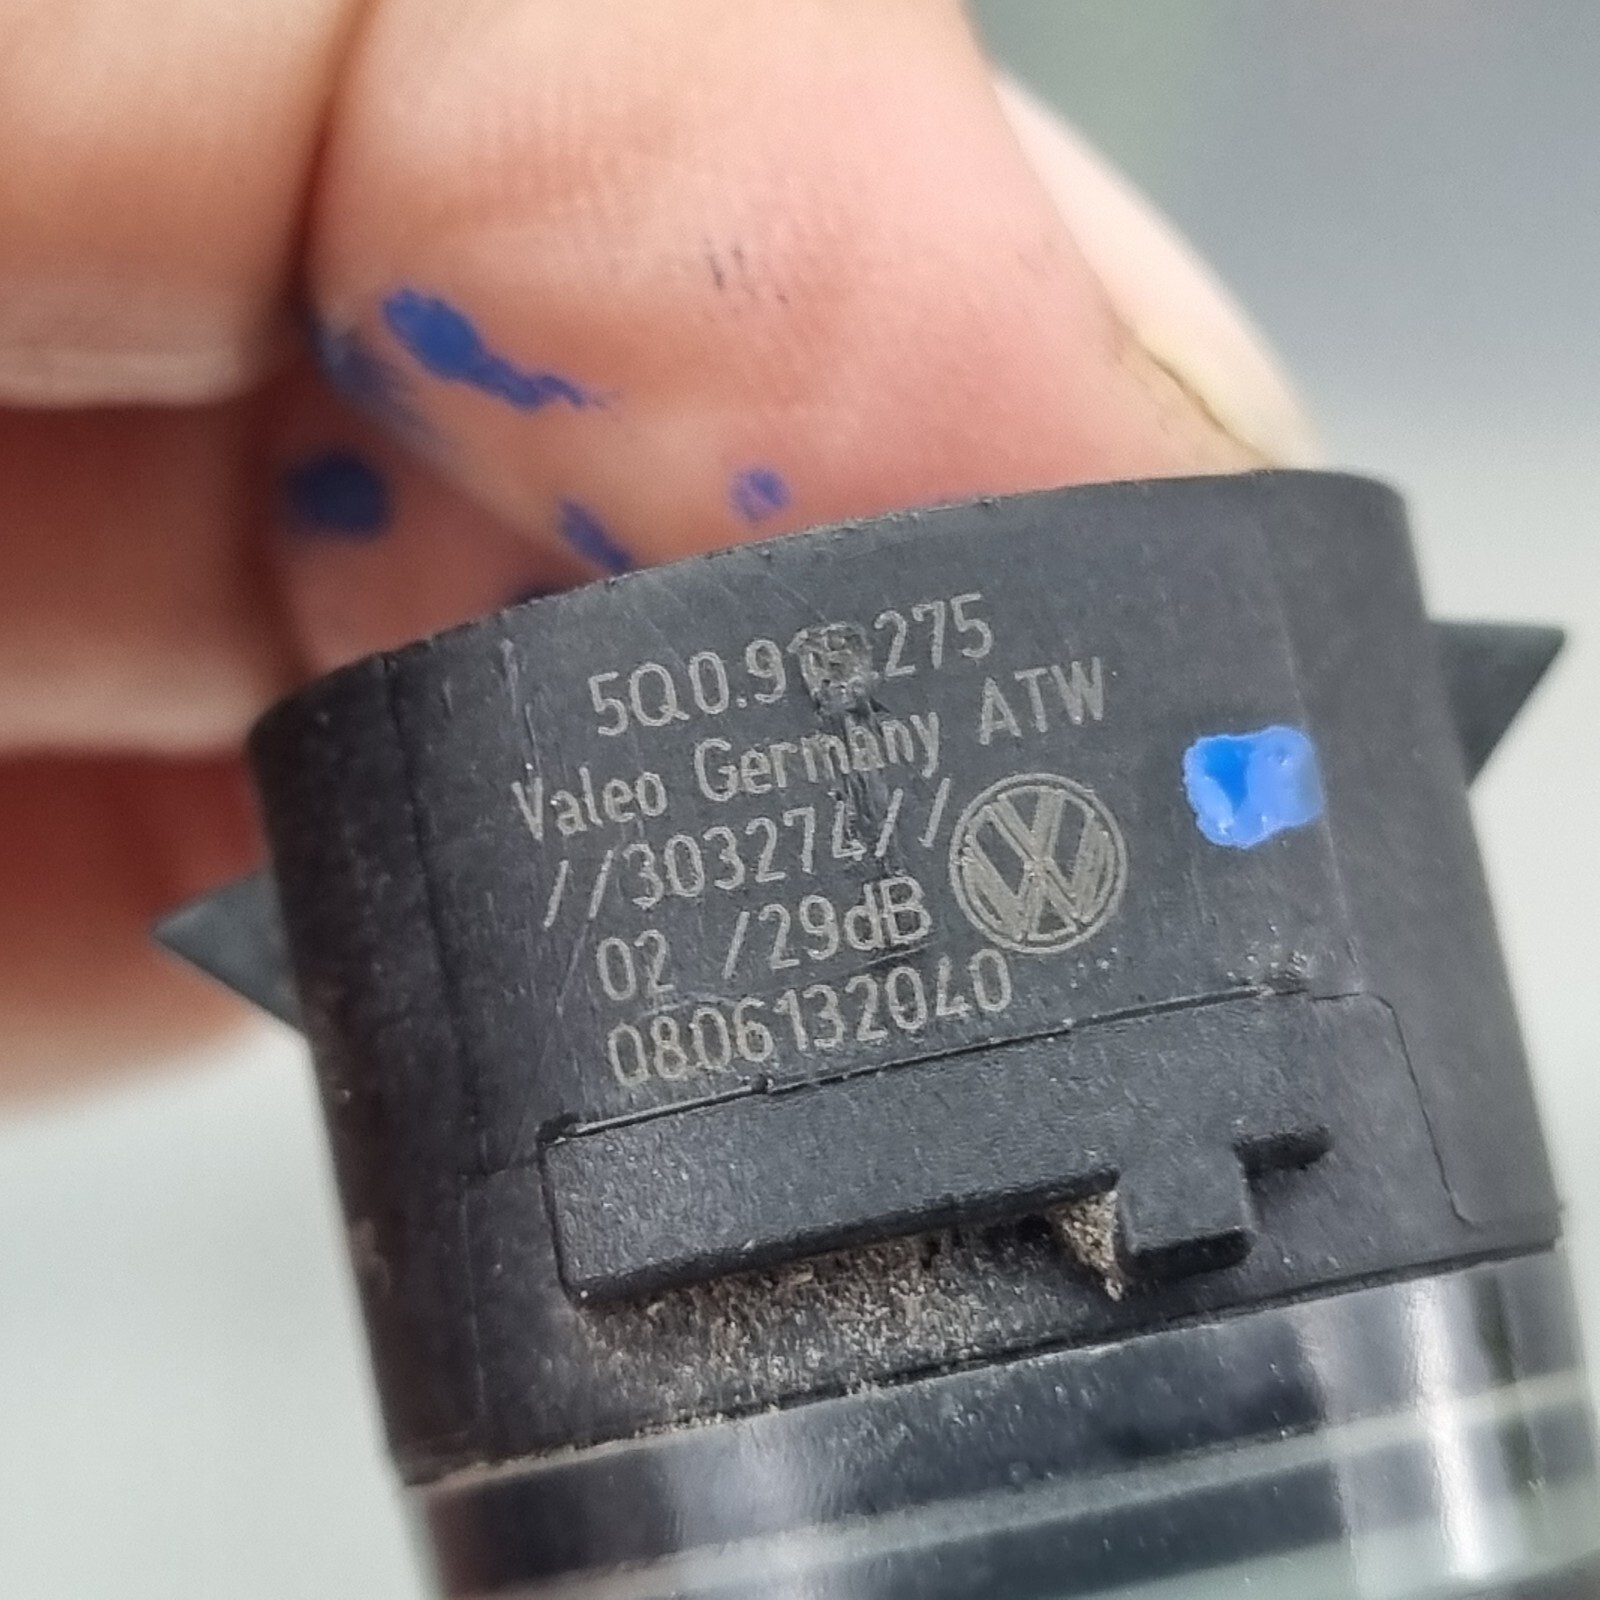 Valeo Germany ATW
//303274//
02 /29dB
0806132040